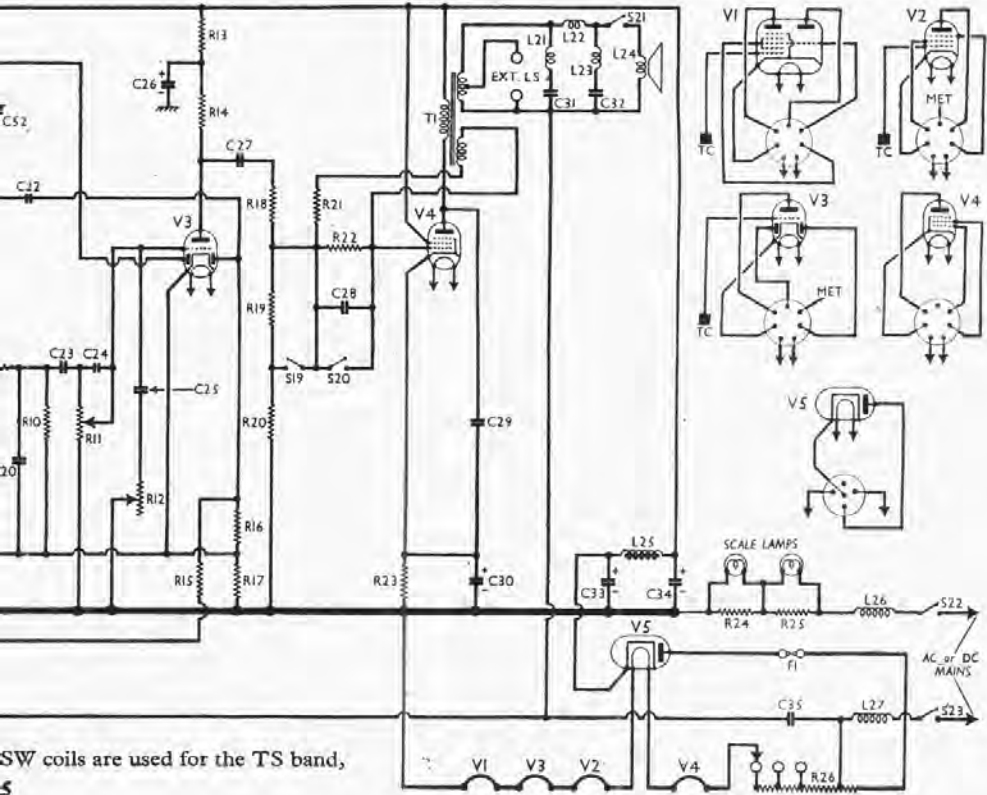 R13
C26
+
-
R14
C52
C27
C22
V3
R18
R21
R22
T1
V4
R19
C28
S19
S20
R20
C23
C24
C25
R10
R11
R12
C29
R16
R15
R17
R23
+
C30
-
L21
L22
S21
L23
L24
EXT. LS
C31
C32
L25
+
C33
-
+
C34
-
SCALE LAMPS
R24
R25
L26
S22
V5
F1
AC or DC
MAINS
C35
L27
S23
V1
V3
V2
V4
R26
V1
TC
V2
MET
TC
V3
MET
TC
V4
V5
SW coils are used for the TS band,
5